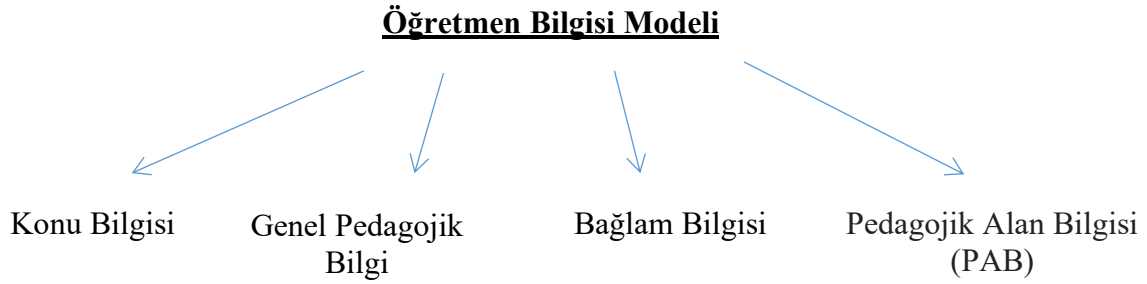 Öğretmen Bilgisi Modeli
Konu Bilgisi
Genel Pedagojik
Bilgi
Bağlam Bilgisi
Pedagojik Alan Bilgisi
(PAB)